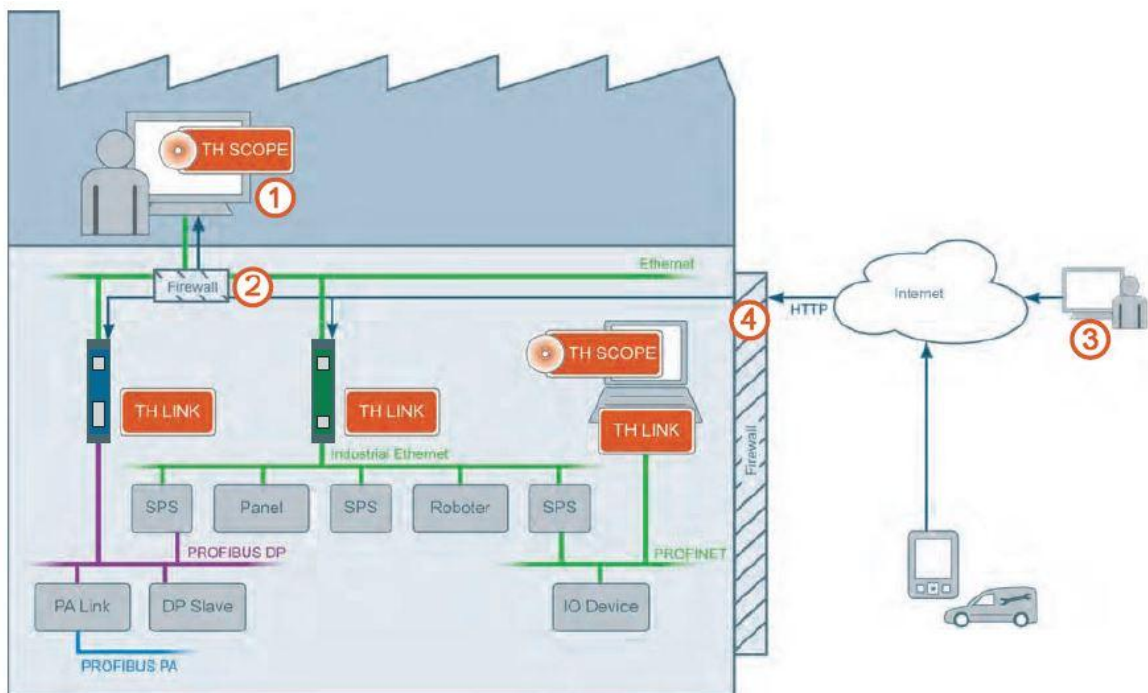 TH SCOPE
1
Ethernet
Firewall
2
Internet
HTTP
4
3
TH SCOPE
TH LINK
TH LINK
TH LINK
Industrial Ethernet
Firewall
SPS
Panel
SPS
Roboter
SPS
PROFIBUS DP
PROFINET
PA Link
DP Slave
IO Device
PROFIBUS PA